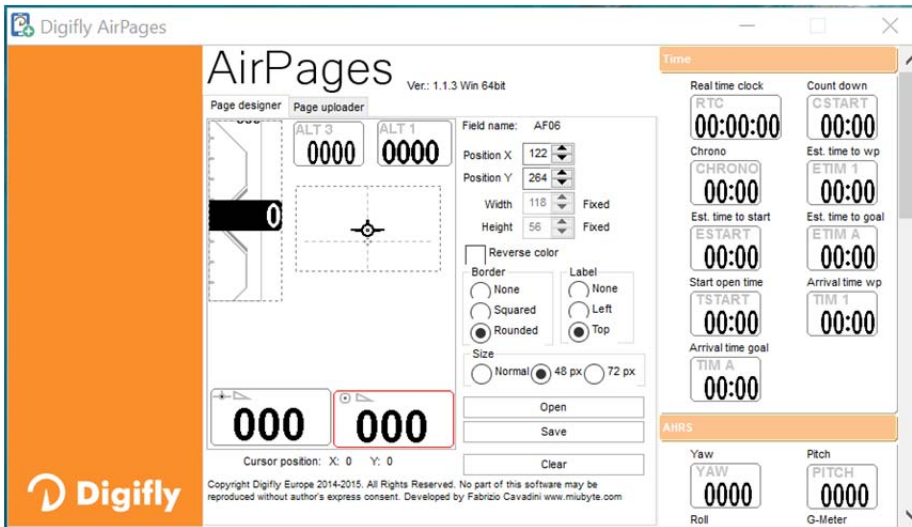 Digifly AirPages
AirPages
Ver.: 1.1.3 Win 64bit
Page designer
Page uploader
ALT 3
0000
ALT 1
0000
0
000
000
Cursor position: X: 0 Y: 0
Field name: AF06
Position X 122
Position Y 264
Width 118 Fixed
Height 56 Fixed
Reverse color
Border
None
Squared
Rounded
Label
None
Left
Top
Size
Normal 48 px 72 px
Open
Save
Clear
Copyright Digifly Europe 2014-2015. All Rights Reserved. No part of this software may be
reproduced without author's express consent. Developed by Fabrizio Cavadini www.miubyte.com
Digifly
Time
Real time clock
RTC
00:00:00
Count down
CSTART
00:00
Chrono
CHRONO
00:00
Est. time to wp
ETIM 1
00:00
Est. time to start
ESTART
00:00
Est. time to goal
ETIM A
00:00
Start open time
TSTART
00:00
Arrival time wp
TIM 1
00:00
Arrival time goal
TIM A
00:00
AHRS
Yaw
YAW
0000
Pitch
PITCH
0000
Roll
G-Meter